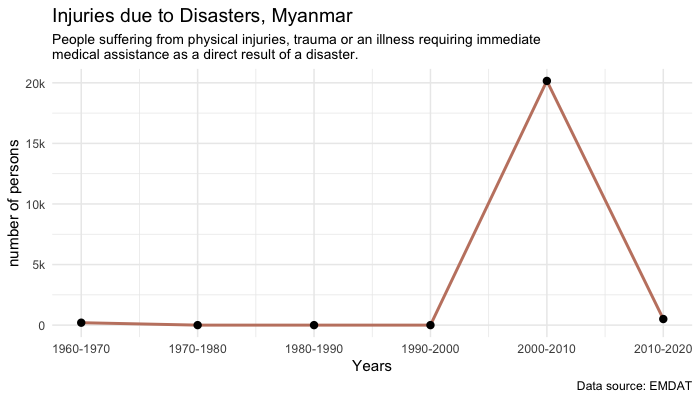 Injuries due to Disasters, Myanmar
People suffering from physical injuries, trauma or an illness requiring immediate
medical assistance as a direct result of a disaster.
20k
15k
10k
5k
0
number of persons
1960-1970 1970-1980 1980-1990 1990-2000 2000-2010 2010-2020
Years
Data source: EMDAT